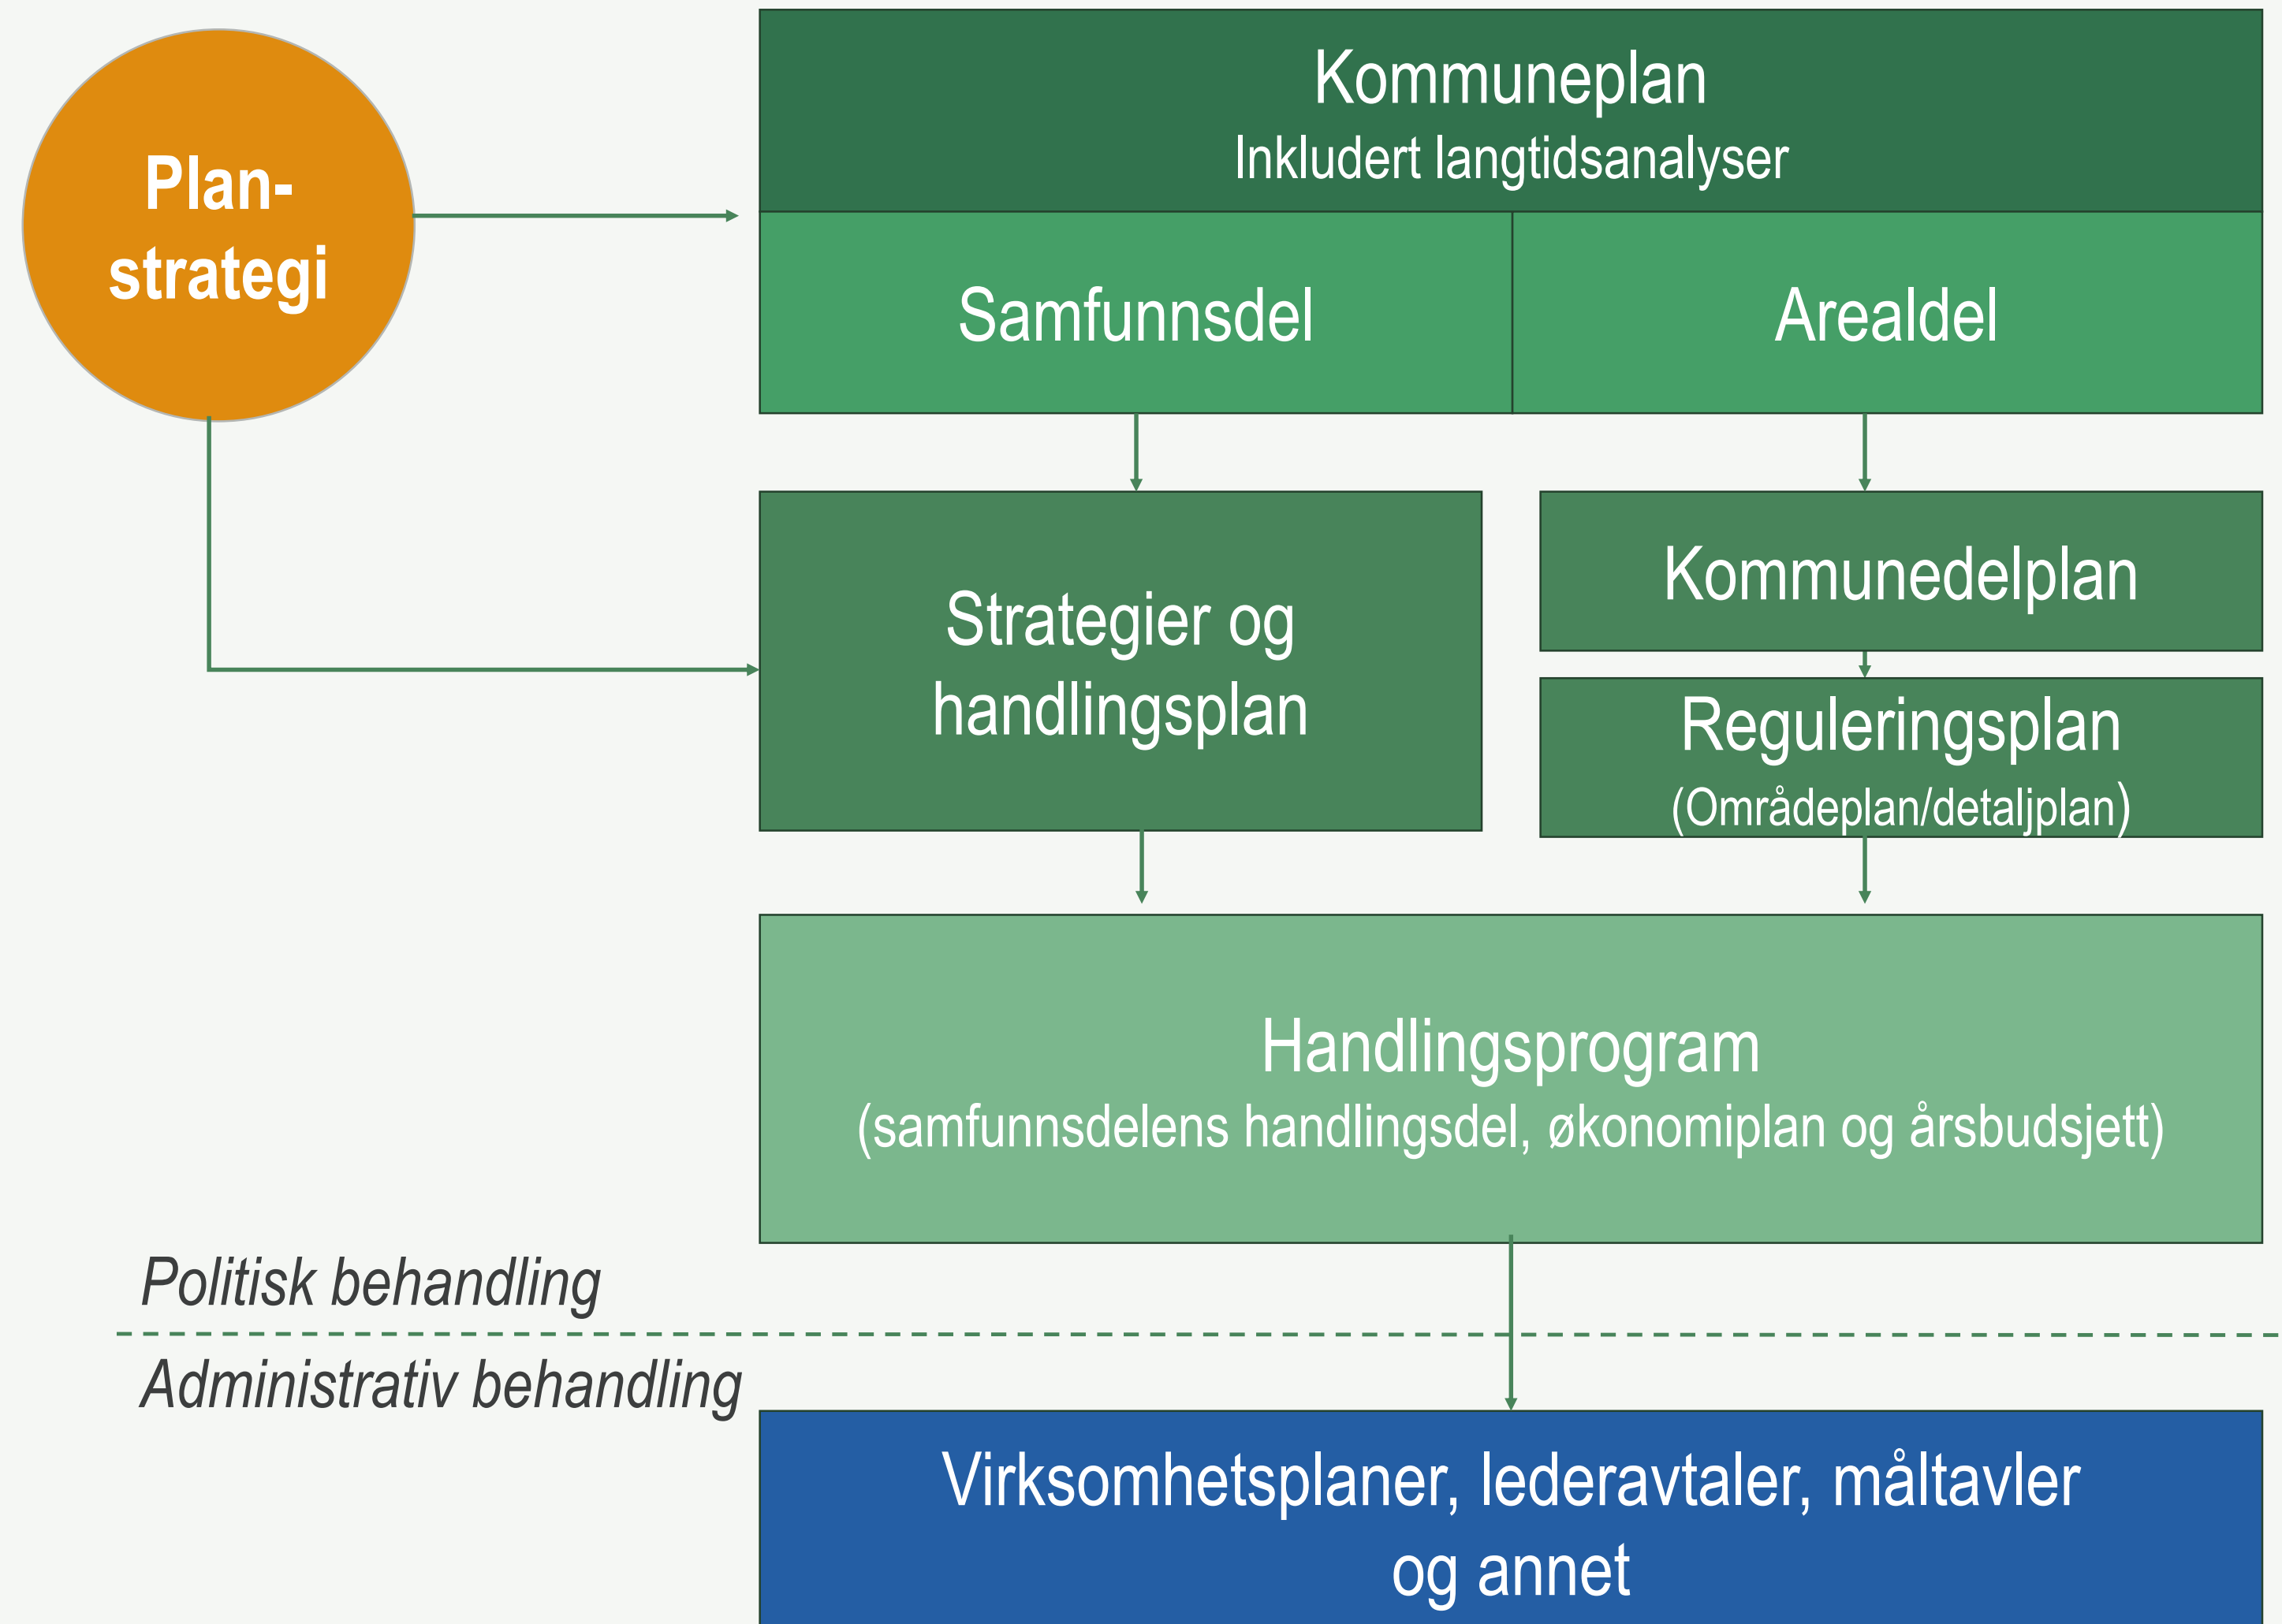 Plan-
strategi
Kommuneplan
Inkludert langtidsanalyser
Samfunnsdel
Arealdel
Strategier og
handlingsplan
Kommunedelplan
Reguleringsplan
(Områdeplan/detaljplan)
Handlingsprogram
(samfunnsdelens handlingsdel, økonomiplan og årsbudsjett)
Politisk behandling
Administrativ behandling
Virksomhetsplaner, lederavtaler, måltavler
og annet